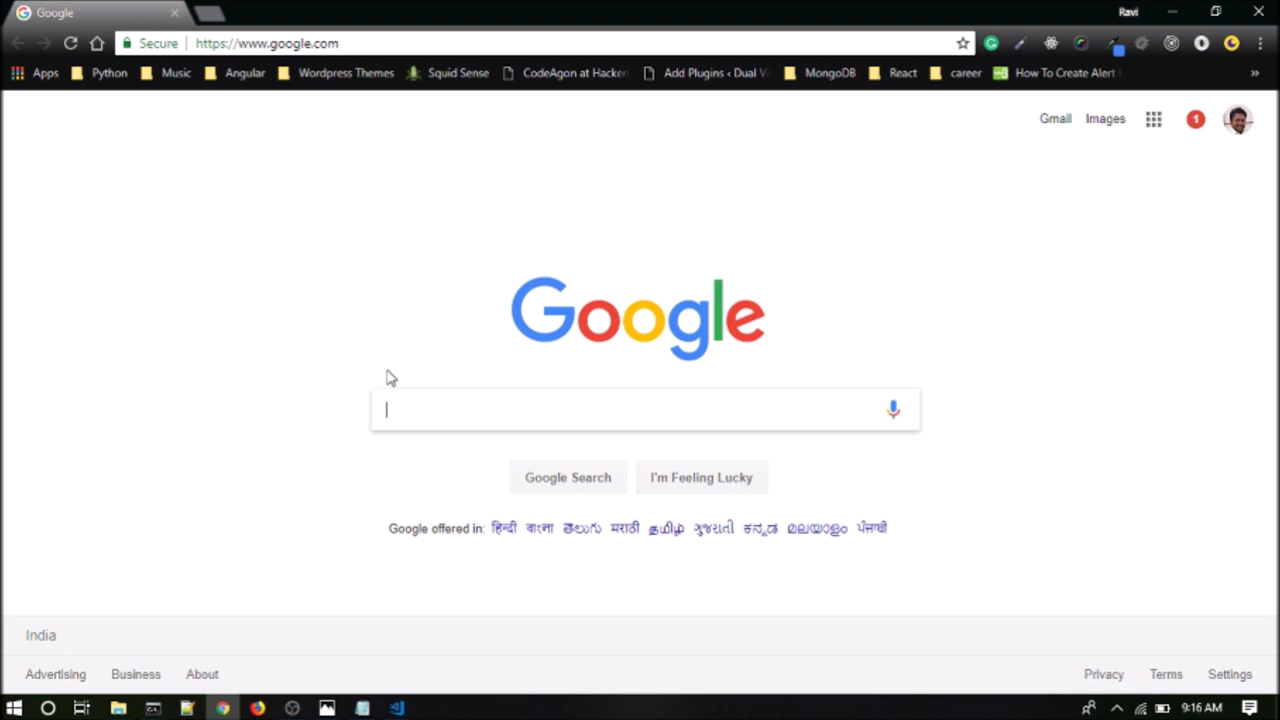 Google
Ravi
Secure https://www.google.com
Apps Python Music Angular Wordpress Themes Squid Sense CodeAgon at Hacker Add Plugins ‹ Dual MongoDB React career How To Create Alert »
Gmail Images 1
Google
Google Search I'm Feeling Lucky
Google offered in: हिन्दी বাংলা తెలుగు मराठी தமிழ் ગુજરાતી ಕನ್ನಡ മലയാളം ਪੰਜਾਬੀ
India
Advertising Business About Privacy Terms Settings
9:16 AM